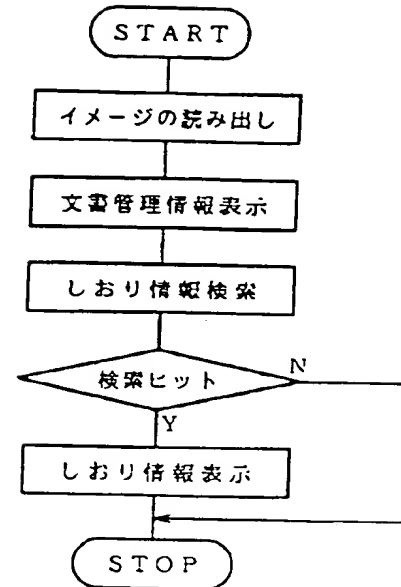 START
イメージの読み出し
文書管理情報表示
しおり情報検索
検索ヒット
N
Y
しおり情報表示
STOP